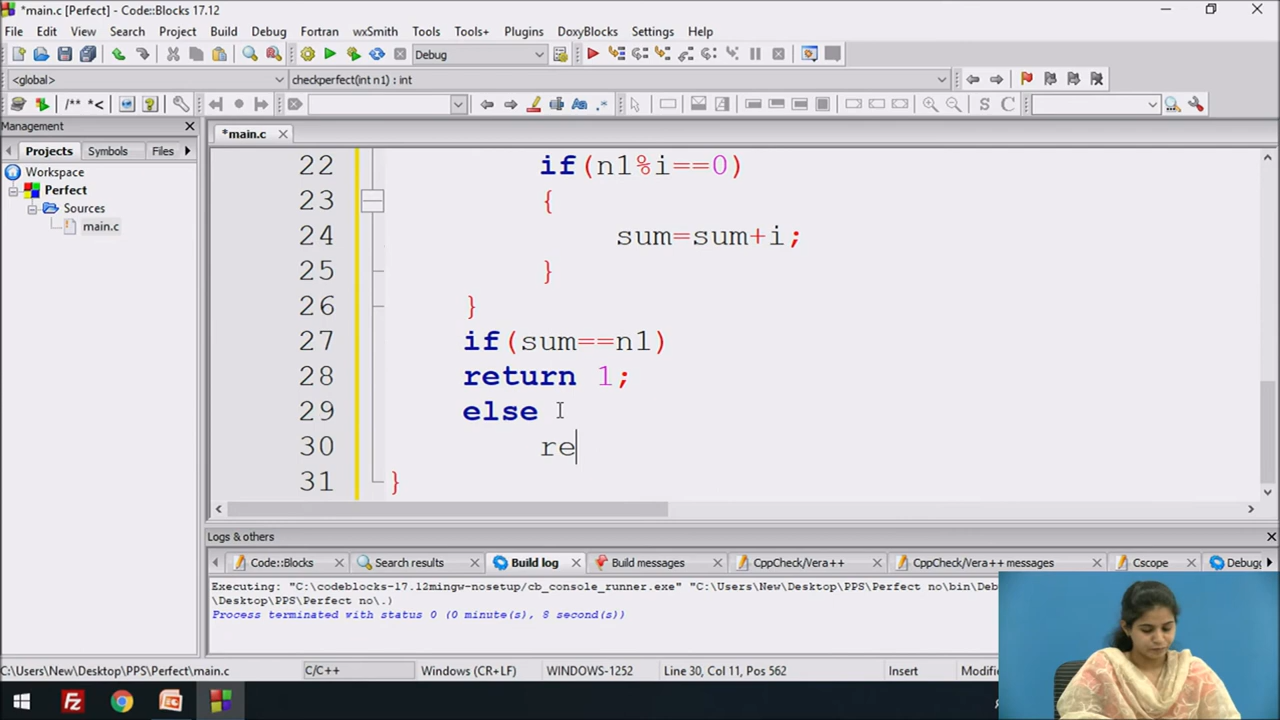 *main.c [Perfect] - Code::Blocks 17.12
File Edit View Search Project Build Debug Fortran wxSmith Tools Tools+ Plugins DoxyBlocks Settings Help
Debug
<global> checkperfect(int n1) : int
/** *<
Aa .* S C
Management
*main.c
Projects Symbols Files
Workspace
Perfect
Sources
main.c
22 if(n1%i==0)
23 {
24 sum=sum+i;
25 }
26 }
27 if(sum==n1)
28 return 1;
29 else
30 re
31 }
Logs & others
Code::Blocks Search results Build log Build messages CppCheck/Vera++ CppCheck/Vera++ messages Cscope Debugg
Executing: "C:\codeblocks-17.12mingw-nosetup/cb_console_runner.exe" "C:\Users\New\Desktop\PPS\Perfect no\bin\Deb
\Desktop\PPS\Perfect no\.)
Process terminated with status 0 (0 minute(s), 8 second(s))
C:\Users\New\Desktop\PPS\Perfect\main.c C/C++ Windows (CR+LF) WINDOWS-1252 Line 30, Col 11, Pos 562 Insert Modifi
Fz